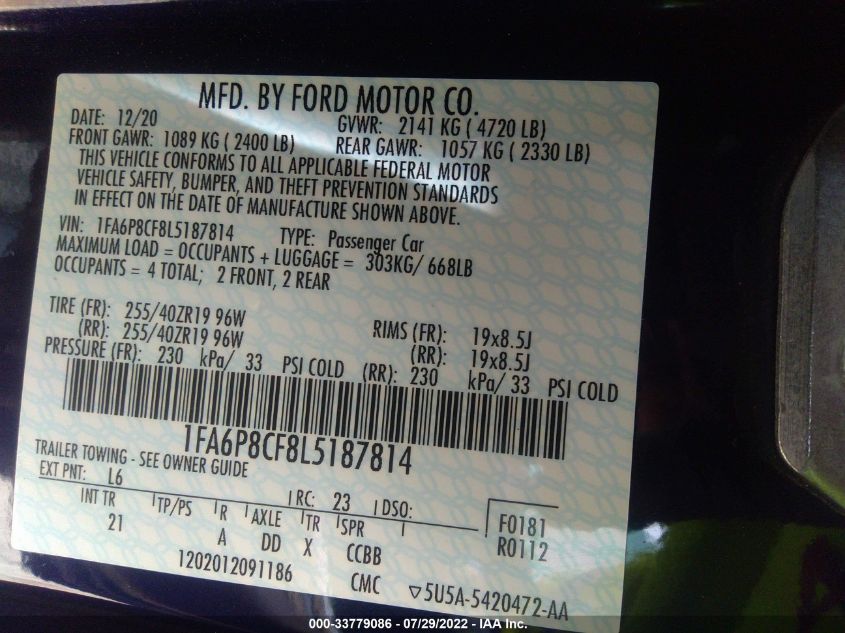 MFD. BY FORD MOTOR CO.
DATE: 12/20 GVWR: 2141 KG ( 4720 LB)
FRONT GAWR: 1089 KG ( 2400 LB) REAR GAWR: 1057 KG ( 2330 LB)
THIS VEHICLE CONFORMS TO ALL APPLICABLE FEDERAL MOTOR
VEHICLE SAFETY, BUMPER, AND THEFT PREVENTION STANDARDS
IN EFFECT ON THE DATE OF MANUFACTURE SHOWN ABOVE.
VIN: 1FA6P8CF8L5187814 TYPE: Passenger Car
MAXIMUM LOAD = OCCUPANTS + LUGGAGE = 303KG/ 668LB
OCCUPANTS = 4 TOTAL; 2 FRONT, 2 REAR
TIRE (FR): 255/40ZR19 96W RIMS (FR): 19x8.5J
(RR): 255/40ZR19 96W (RR): 19x8.5J
PRESSURE (FR): 230 kPa/ 33 PSI COLD (RR): 230 kPa/ 33 PSI COLD
1FA6P8CF8L5187814
TRAILER TOWING - SEE OWNER GUIDE
EXT PNT: L6 RC: 23 DSO:
INT TR TP/PS R AXLE TR SPR F0181
21 A DD X CCBB R0112
1202012091186 CMC ▽5U5A-5420472-AA
000-33779086 - 07/29/2022 - IAA Inc.